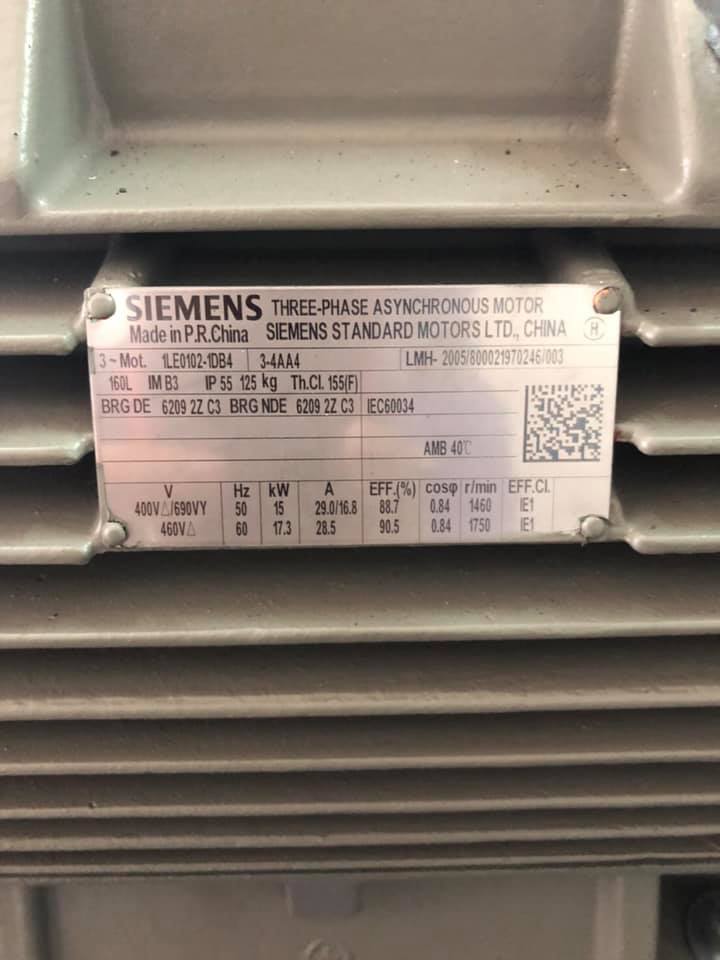 SIEMENS THREE-PHASE ASYNCHRONOUS MOTOR
Made in P.R.China SIEMENS STANDARD MOTORS LTD., CHINA H
3~Mot. 1LE0102-1DB4 3-4AA4 LMH- 2005/800021970246/003
160L IM B3 IP 55 125 kg Th.Cl. 155(F)
BRG DE 6209 2Z C3 BRG NDE 6209 2Z C3 IEC60034
AMB 40℃
V Hz kW A EFF.(%) cosφ r/min EFF.Cl.
400V△/690VY 50 15 29.0/16.8 88.7 0.84 1460 IE1
460V△ 60 17.3 28.5 90.5 0.84 1750 IE1